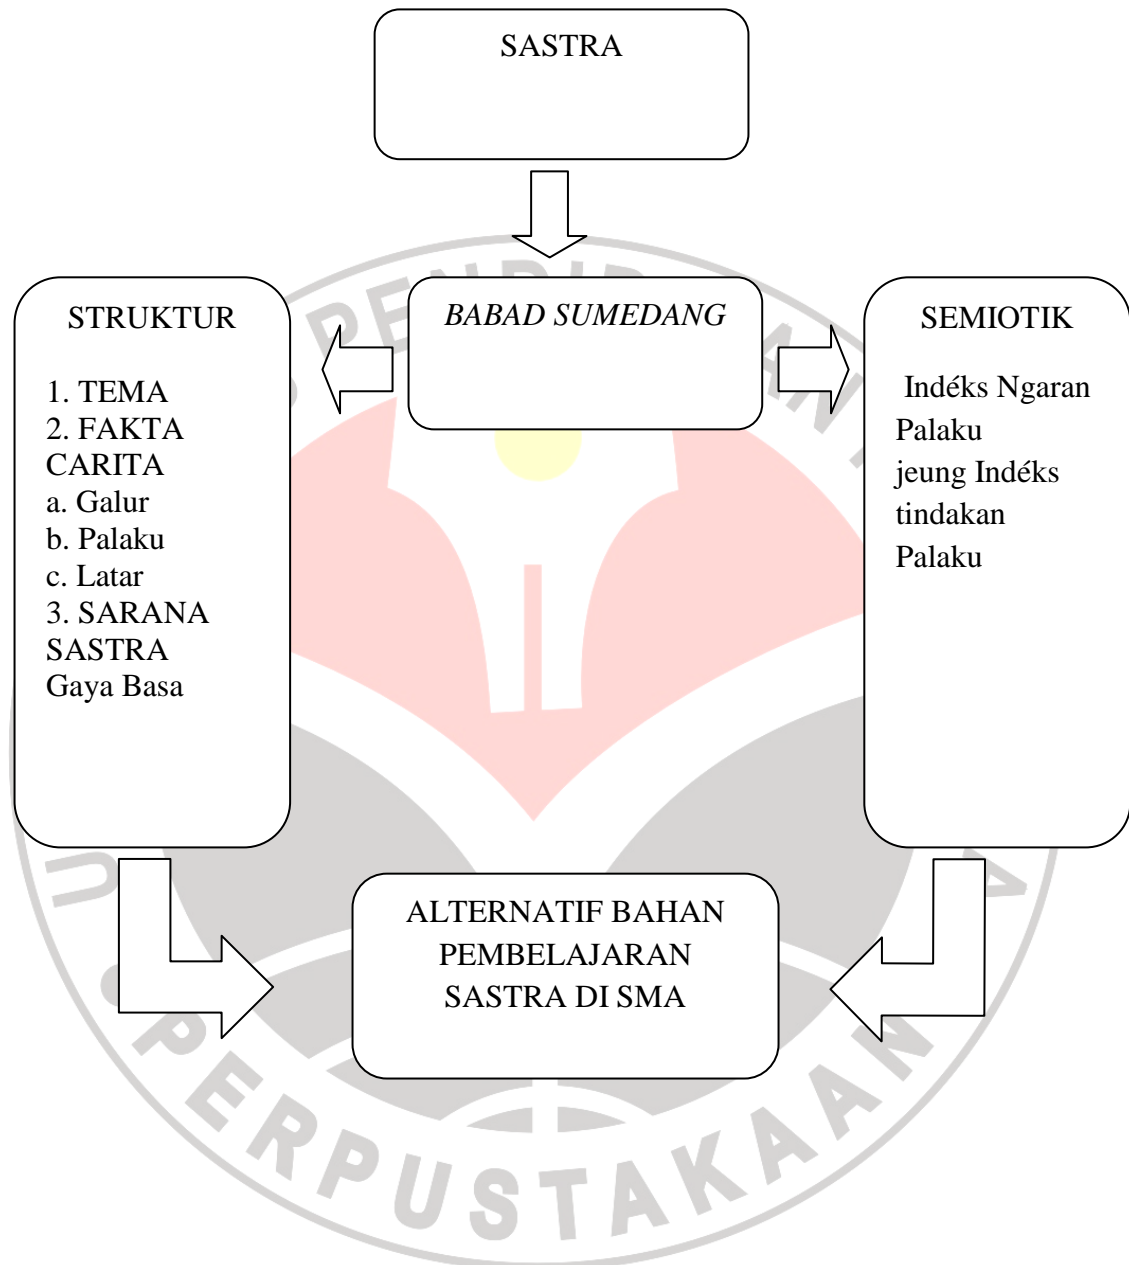 SASTRA
BABAD SUMEDANG
STRUKTUR
1. TEMA
2. FAKTA
CARITA
a. Galur
b. Palaku
c. Latar
3. SARANA
SASTRA
Gaya Basa
SEMIOTIK
Indéks Ngaran
Palaku
jeung Indéks
tindakan
Palaku
ALTERNATIF BAHAN
PEMBELAJARAN
SASTRA DI SMA
PERPUSTAKAAN